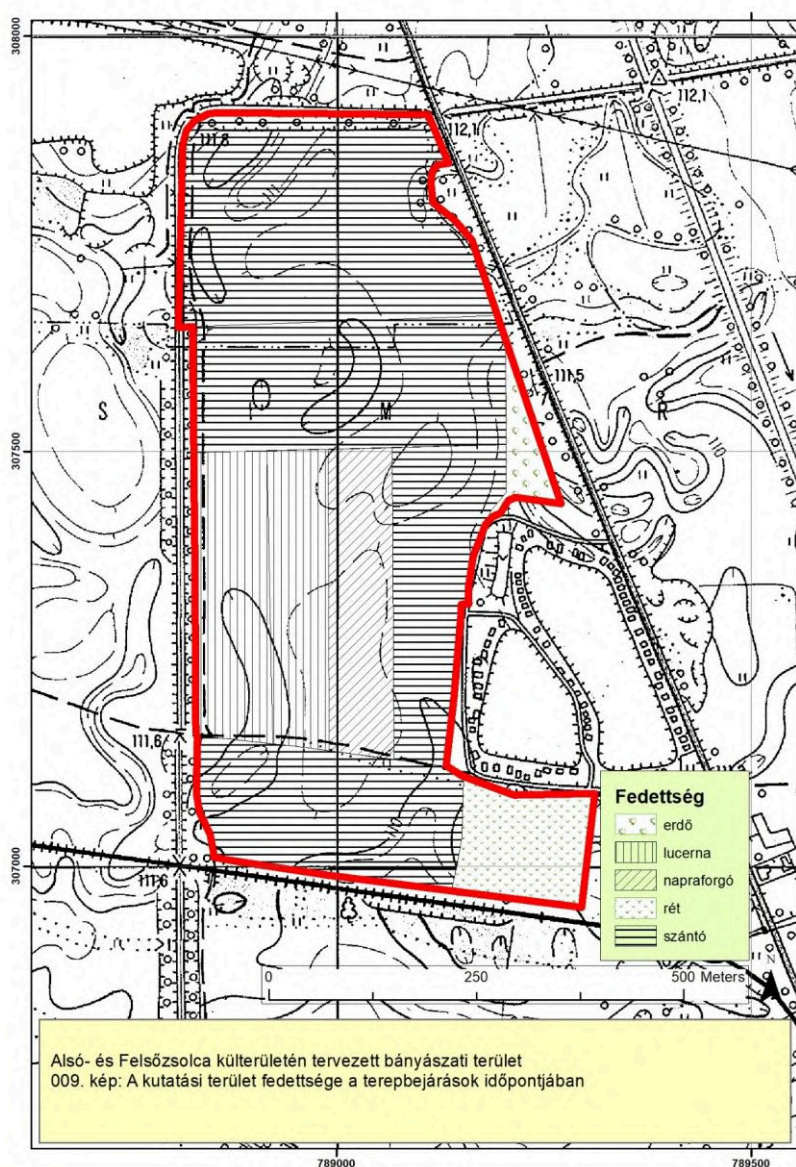 308000
112,1
112,1
111,8
111,5
S
M
R
110
307500
111,6
110
Fedettség
erdő
lucerna
napraforgó
rét
szántó
307000
111,6
0
250
500 Meters
N
Alsó- és Felsőzsolca külterületén tervezett bányászati terület
009. kép: A kutatási terület fedettsége a terepbejárások időpontjában
789000
789500